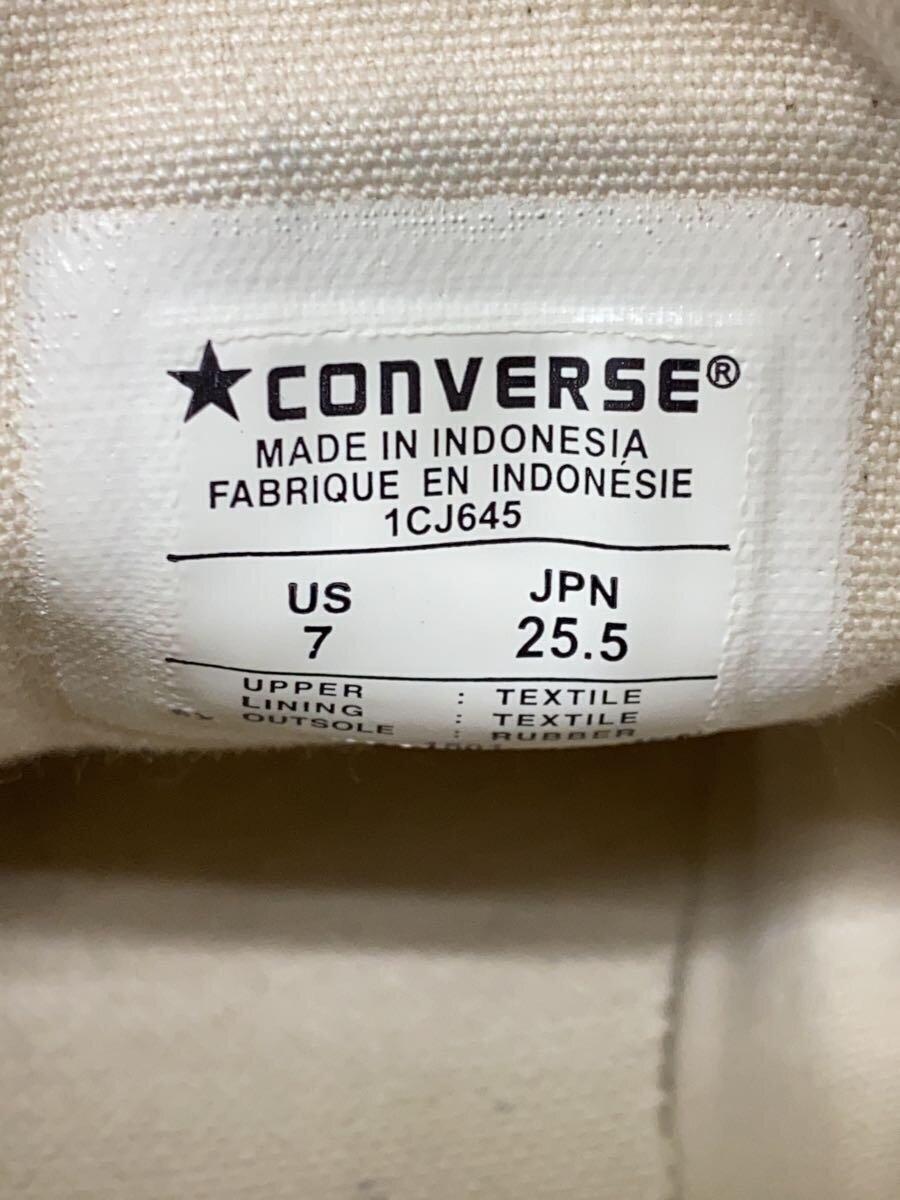 ★CONVERSE®
MADE IN INDONESIA
FABRIQUE EN INDONÉSIE
1CJ645
US JPN
7 25.5
UPPER : TEXTILE
LINING : TEXTILE
OUTSOLE : RUBBER